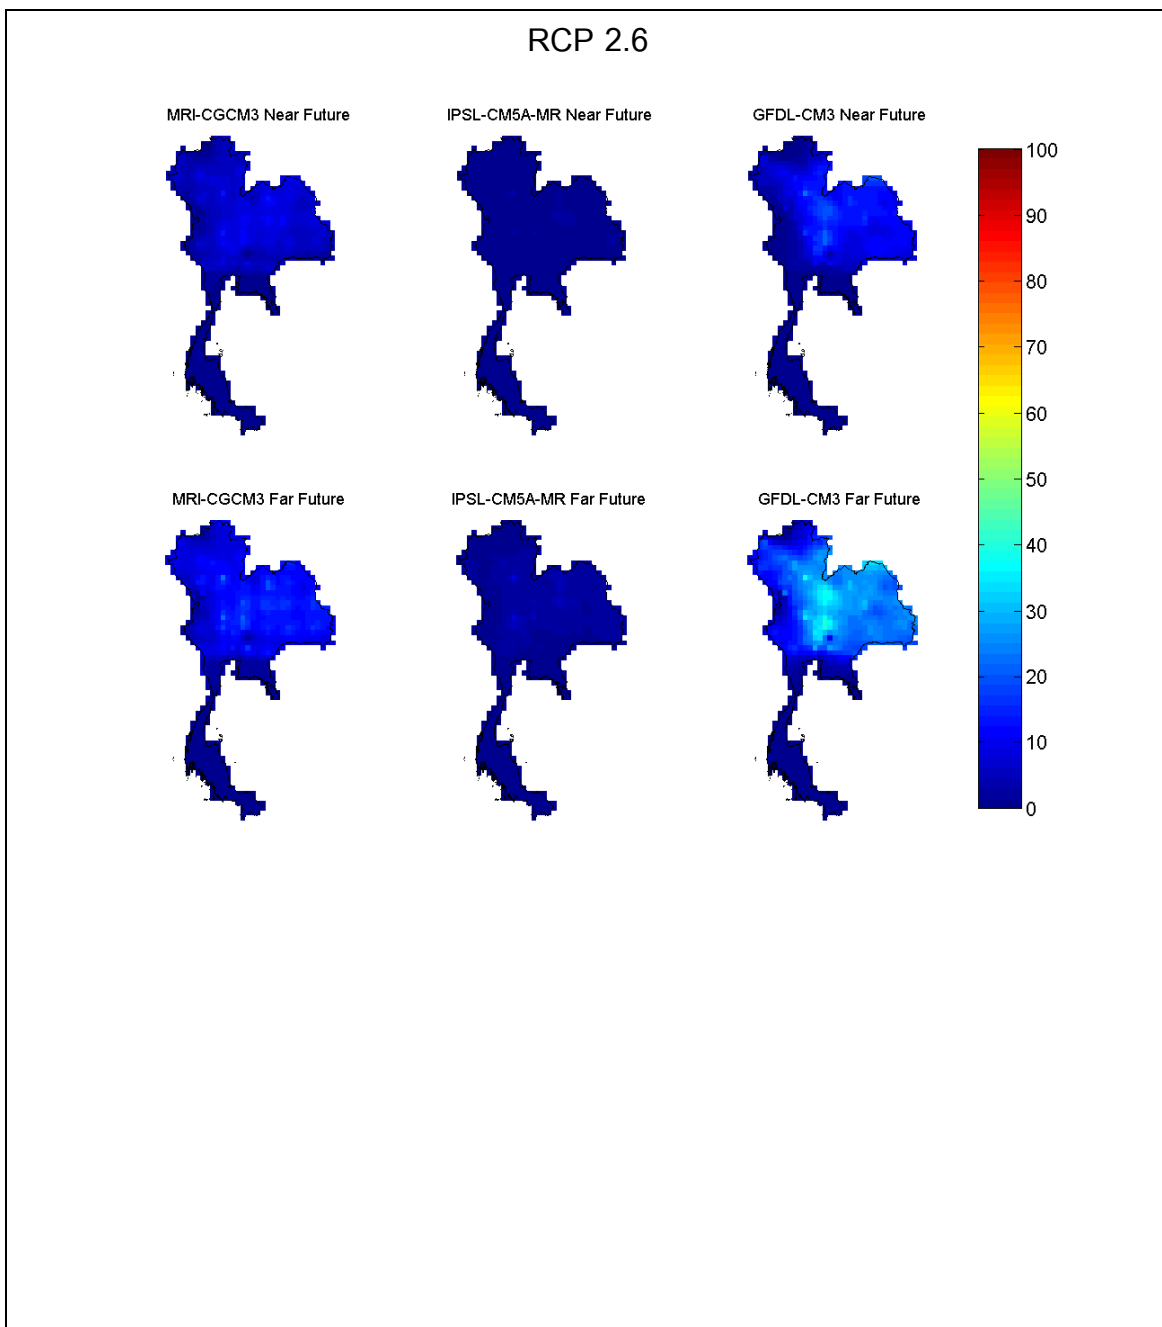 RCP 2.6
MRI-CGCM3 Near Future
IPSL-CM5A-MR Near Future
GFDL-CM3 Near Future
MRI-CGCM3 Far Future
IPSL-CM5A-MR Far Future
GFDL-CM3 Far Future
100
90
80
70
60
50
40
30
20
10
0